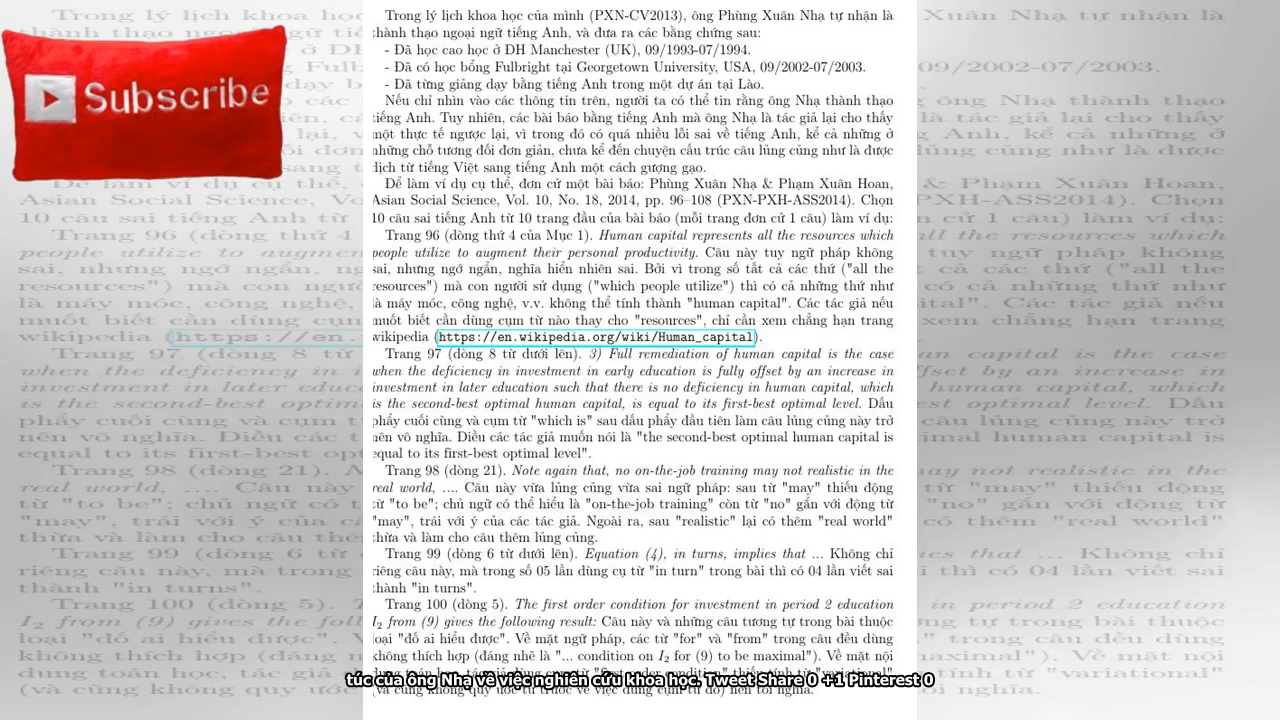 Subscribe
Trong lý lịch khoa học của mình (PXN-CV2013), ông Phùng Xuân Nhạ tự nhận là
thành thạo ngoại ngữ tiếng Anh, và đưa ra các bằng chứng sau:
- Đã học cao học ở ĐH Manchester (UK), 09/1993-07/1994.
- Đã có học bổng Fulbright tại Georgetown University, USA, 09/2002-07/2003.
- Đã từng giảng dạy bằng tiếng Anh trong một dự án tại Lào.
Nếu chỉ nhìn vào các thông tin trên, người ta có thể tin rằng ông Nhạ thành thạo
tiếng Anh. Tuy nhiên, các bài báo bằng tiếng Anh mà ông Nhạ là tác giả lại cho thấy
một thực tế ngược lại, vì trong đó có quá nhiều lỗi sai về tiếng Anh, kể cả những ở
những chỗ tương đối đơn giản, chưa kể đến chuyện cấu trúc câu lủng củng như là được
dịch từ tiếng Việt sang tiếng Anh một cách gượng gạo.
Để làm ví dụ cụ thể, đơn cử một bài báo: Phùng Xuân Nhạ & Phạm Xuân Hoan,
Asian Social Science, Vol. 10, No. 18, 2014, pp. 96–108 (PXN-PXH-ASS2014). Chọn
10 câu sai tiếng Anh từ 10 trang đầu của bài báo (mỗi trang đơn cử 1 câu) làm ví dụ:
Trang 96 (dòng thứ 4 của Mục 1). Human capital represents all the resources which
people utilize to augment their personal productivity. Câu này tuy ngữ pháp không
sai, nhưng ngớ ngẩn, nghĩa hiển nhiên sai. Bởi vì trong số tất cả các thứ ("all the
resources") mà con người sử dụng ("which people utilize") thì có cả những thứ như
là máy móc, công nghệ, v.v. không thể tính thành "human capital". Các tác giả nếu
muốt biết cần dùng cụm từ nào thay cho "resources", chỉ cần xem chẳng hạn trang
wikipedia (https://en.wikipedia.org/wiki/Human_capital).
Trang 97 (dòng 8 từ dưới lên). 3) Full remediation of human capital is the case
when the deficiency in investment in early education is fully offset by an increase in
investment in later education such that there is no deficiency in human capital, which
is the second-best optimal human capital, is equal to its first-best optimal level. Dấu
phẩy cuối cùng và cụm từ "which is" sau dấu phẩy đầu tiên làm câu lủng củng này trở
nên vô nghĩa. Điều các tác giả muốn nói là "the second-best optimal human capital is
equal to its first-best optimal level".
Trang 98 (dòng 21). Note again that, no on-the-job training may not realistic in the
real world, .... Câu này vừa lủng củng vừa sai ngữ pháp: sau từ "may" thiếu động
từ "to be"; chủ ngữ có thể hiểu là "on-the-job training" còn từ "no" gắn với động từ
"may", trái với ý của các tác giả. Ngoài ra, sau "realistic" lại có thêm "real world"
thừa và làm cho câu thêm lủng củng.
Trang 99 (dòng 6 từ dưới lên). Equation (4), in turns, implies that ... Không chỉ
riêng câu này, mà trong số 05 lần dùng cụ từ "in turn" trong bài thì có 04 lần viết sai
thành "in turns".
Trang 100 (dòng 5). The first order condition for investment in period 2 education
I2 from (9) gives the following result: Câu này và những câu tương tự trong bài thuộc
loại "đố ai hiểu được". Về mặt ngữ pháp, các từ "for" và "from" trong câu đều dùng
không thích hợp (đáng nhẽ là "... condition on I2 for (9) to be maximal"). Về mặt nội
túc của ông Nhạ về việc nghiên cứu khoa học. Tweet Share 0 +1 Pinterest 0